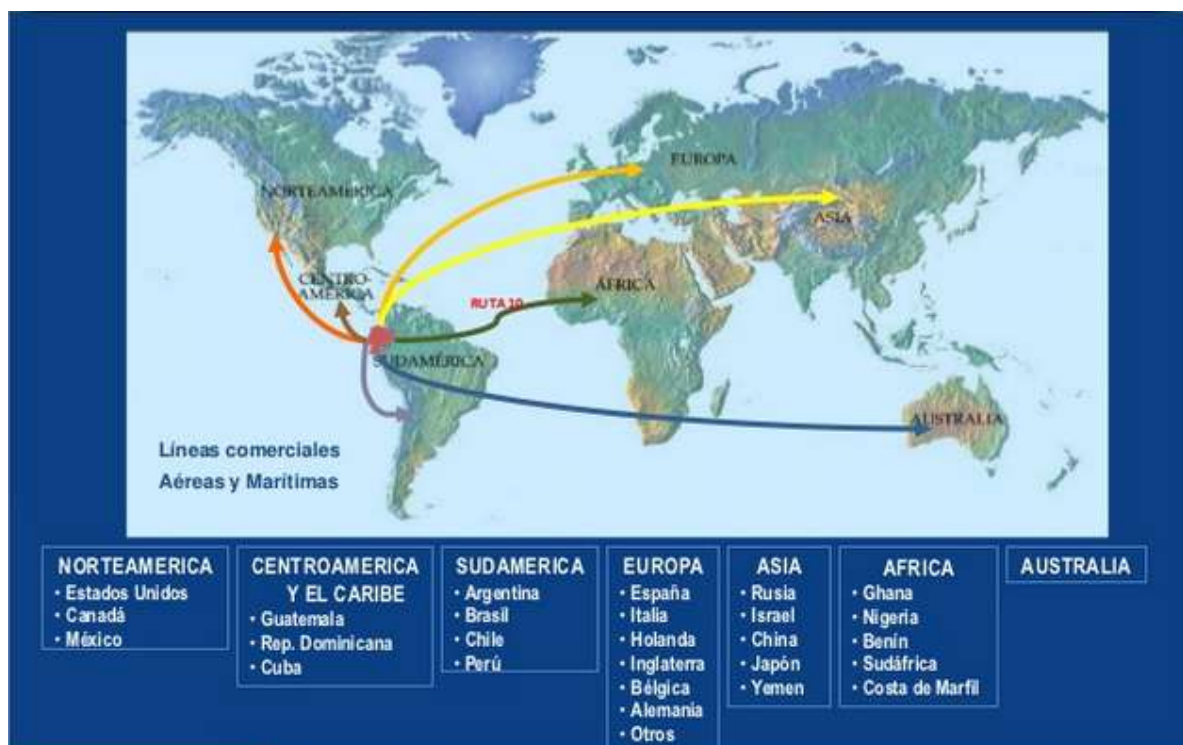 NORTEAMÉRICA
EUROPA
ASIA
CENTRO-
AMÉRICA
RUTA 10
ÁFRICA
SUDAMÉRICA
AUSTRALIA
Líneas comerciales
Aéreas y Marítimas
NORTEAMERICA
• Estados Unidos
• Canadá
• México
CENTROAMERICA
Y EL CARIBE
• Guatemala
• Rep. Dominicana
• Cuba
SUDAMERICA
• Argentina
• Brasil
• Chile
• Perú
EUROPA
• España
• Italia
• Holanda
• Inglaterra
• Bélgica
• Alemania
• Otros
ASIA
• Rusia
• Israel
• China
• Japón
• Yemen
AFRICA
• Ghana
• Nigeria
• Benín
• Sudáfrica
• Costa de Marfil
AUSTRALIA